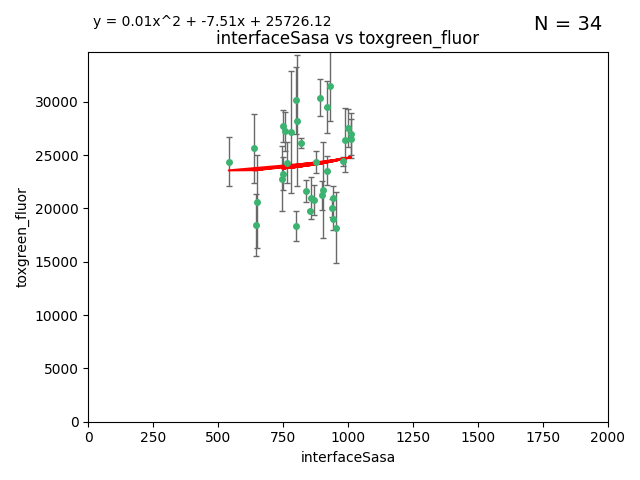 y = 0.01x^2 + -7.51x + 25726.12
N = 34
interfaceSasa vs toxgreen_fluor
toxgreen_fluor
30000
25000
20000
15000
10000
5000
0
0 250 500 750 1000 1250 1500 1750 2000
interfaceSasa